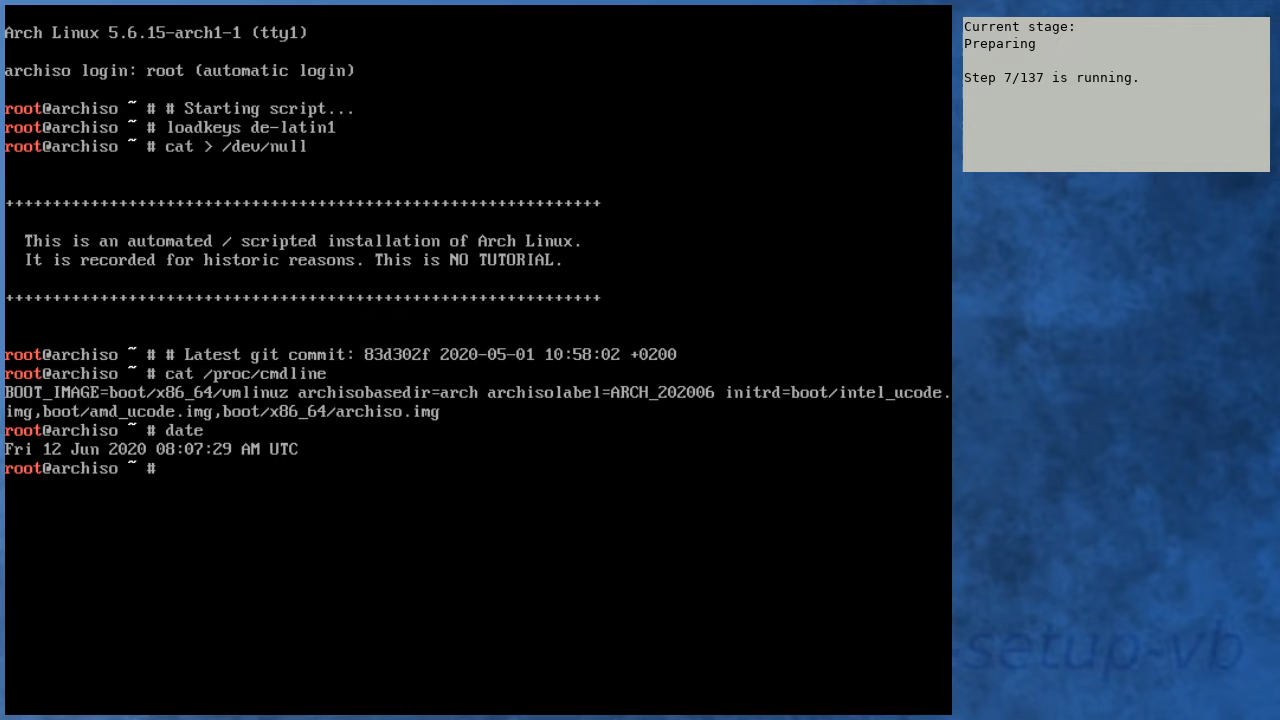 Arch Linux 5.6.15-arch1-1 (tty1)
archiso login: root (automatic login)
root@archiso ~ # # Starting script...
root@archiso ~ # loadkeys de-latin1
root@archiso ~ # cat > /dev/null
+++++++++++++++++++++++++++++++++++++++++++++++++++++++++++++++
This is an automated / scripted installation of Arch Linux.
It is recorded for historic reasons. This is NO TUTORIAL.
+++++++++++++++++++++++++++++++++++++++++++++++++++++++++++++++
root@archiso ~ # # Latest git commit: 83d302f 2020-05-01 10:58:02 +0200
root@archiso ~ # cat /proc/cmdline
BOOT_IMAGE=boot/x86_64/vmlinuz archisobasedir=arch archisolabel=ARCH_202006 initrd=boot/intel_ucode.
img,boot/amd_ucode.img,boot/x86_64/archiso.img
root@archiso ~ # date
Fri 12 Jun 2020 08:07:29 AM UTC
root@archiso ~ #
Current stage:
Preparing
Step 7/137 is running.
-setup-vb